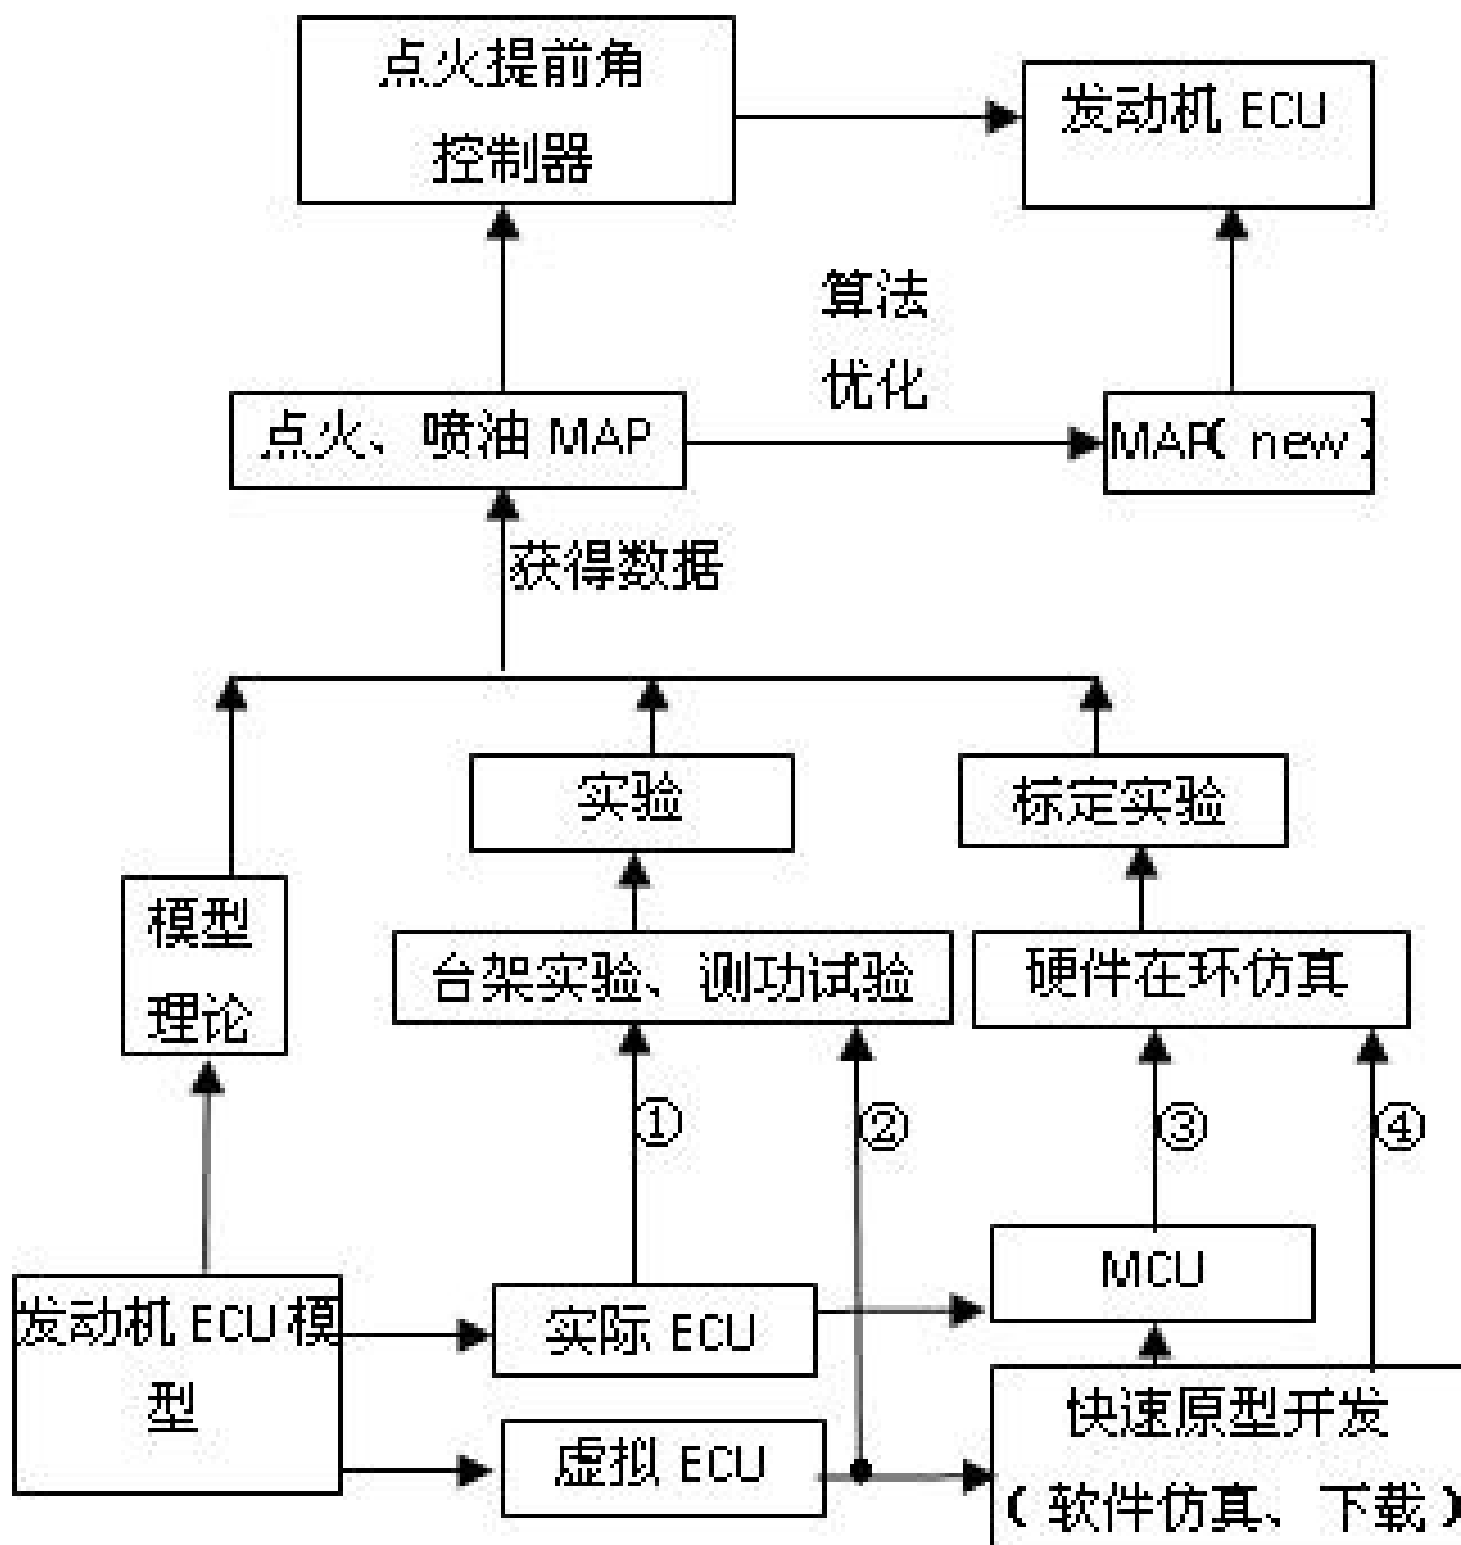 点火提前角
控制器
发动机 ECU
算法
优化
点火、喷油 MAP
MAP( new )
获得数据
实验
标定实验
模型
理论
台架实验、测功试验
硬件在环仿真
①
②
③
④
MCU
发动机 ECU 模
型
实际 ECU
虚拟 ECU
快速原型开发
(软件仿真、下载)